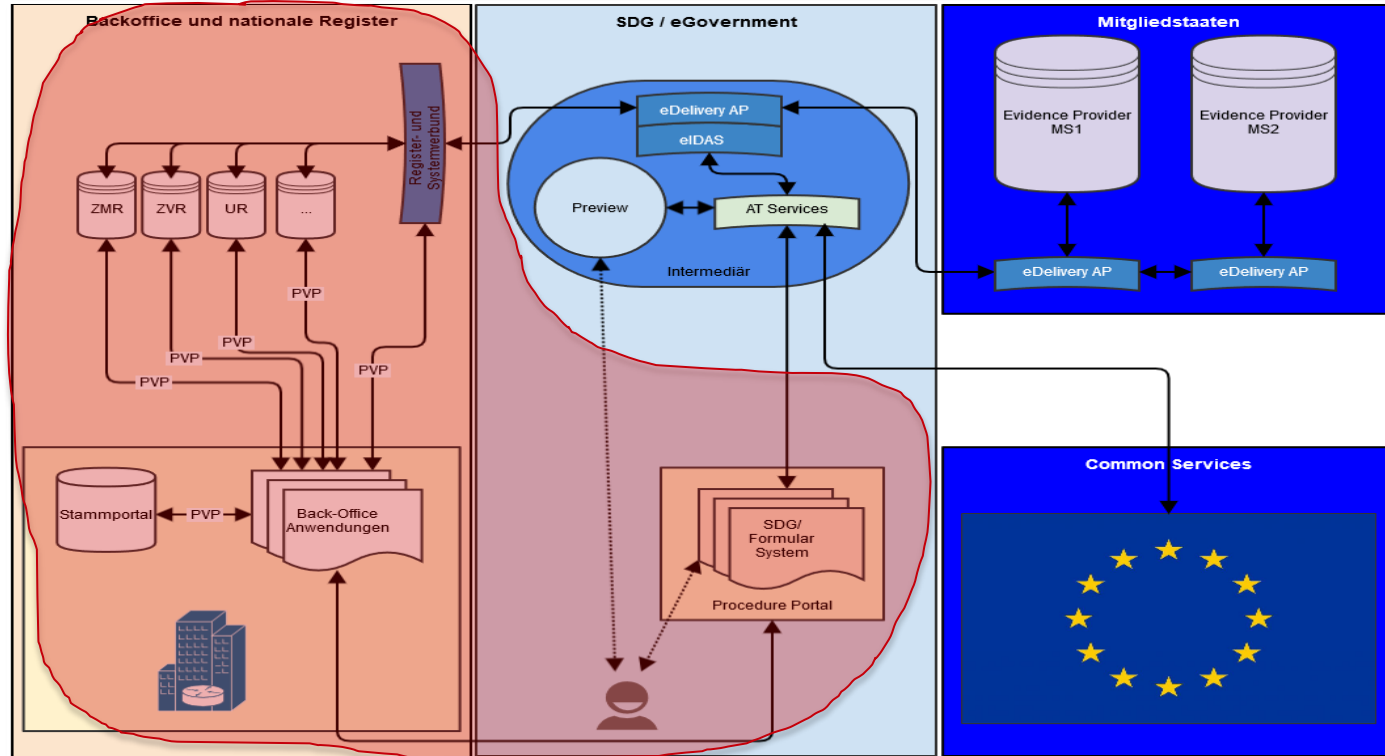 Backoffice und nationale Register
SDG / eGovernment
Mitgliedstaaten
Register- und
Systemverbund
eDelivery AP
eIDAS
Evidence Provider
MS1
Evidence Provider
MS2
ZMR
ZVR
UR
...
Preview
AT Services
Intermediär
eDelivery AP
eDelivery AP
PVP
PVP
PVP
PVP
PVP
Common Services
Stammportal
PVP
Back-Office
Anwendungen
SDG/
Formular
System
Procedure Portal